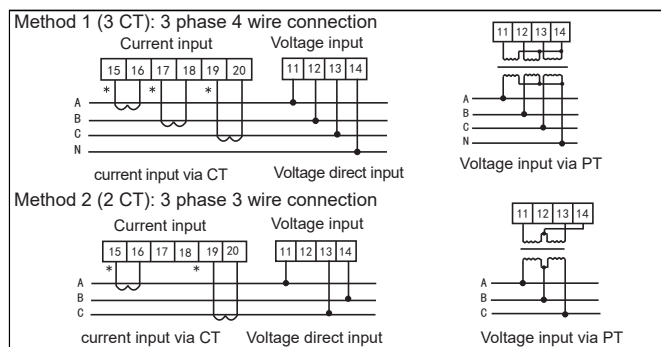 Method 1 (3 CT): 3 phase 4 wire connection
Current input
Voltage input
15 16 17 18 19 20
11 12 13 14
11 12 13 14
* * *
A
B
C
N
A
B
C
N
current input via CT
Voltage direct input
Voltage input via PT
Method 2 (2 CT): 3 phase 3 wire connection
Current input
Voltage input
15 16 17 18 19 20
11 12 13 14
11 12 13 14
* *
A
B
C
A
B
C
current input via CT
Voltage direct input
Voltage input via PT